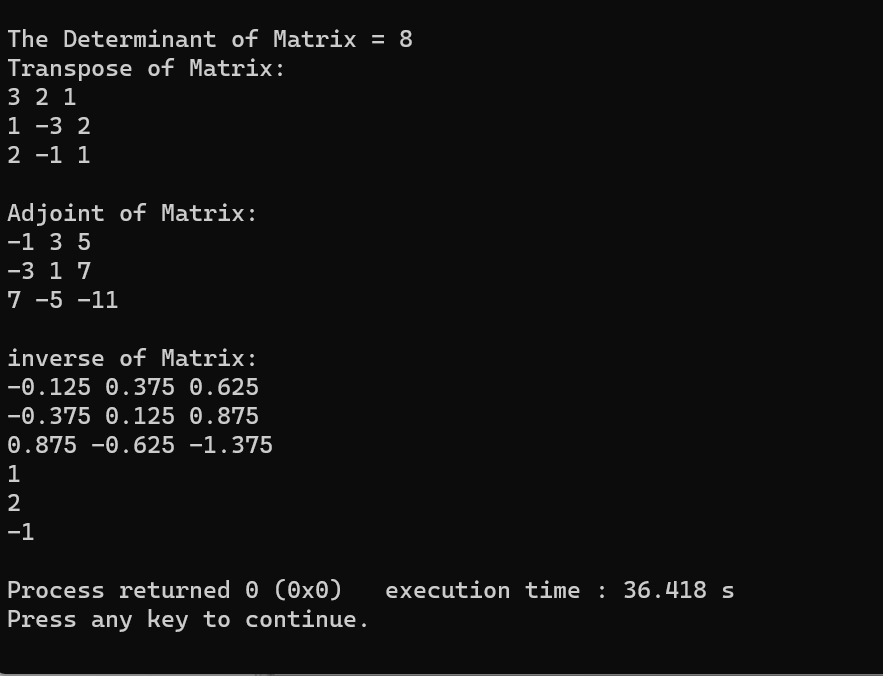 The Determinant of Matrix = 8
Transpose of Matrix:
3 2 1
1 -3 2
2 -1 1
Adjoint of Matrix:
-1 3 5
-3 1 7
7 -5 -11
inverse of Matrix:
-0.125 0.375 0.625
-0.375 0.125 0.875
0.875 -0.625 -1.375
1
2
-1
Process returned 0 (0x0)   execution time : 36.418 s
Press any key to continue.